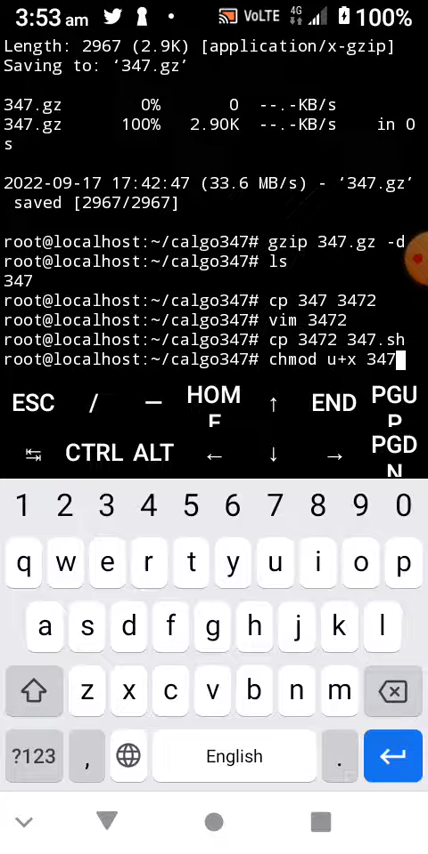 3:53 am VoLTE 4G 100%
Length: 2967 (2.9K) [application/x-gzip]
Saving to: ‘347.gz’
347.gz 0% 0 --.-KB/s
347.gz 100% 2.90K --.-KB/s in 0
s
2022-09-17 17:42:47 (33.6 MB/s) - ‘347.gz’
saved [2967/2967]
root@localhost:~/calgo347# gzip 347.gz -d
root@localhost:~/calgo347# ls
347
root@localhost:~/calgo347# cp 347 3472
root@localhost:~/calgo347# vim 3472
root@localhost:~/calgo347# cp 3472 347.sh
root@localhost:~/calgo347# chmod u+x 347
ESC / — HOM ↑ END PGU
E P
↹ CTRL ALT ← ↓ → PGD
N
1 2 3 4 5 6 7 8 9 0
q w e r t y u i o p
a s d f g h j k l
z x c v b n m
?123 , English .